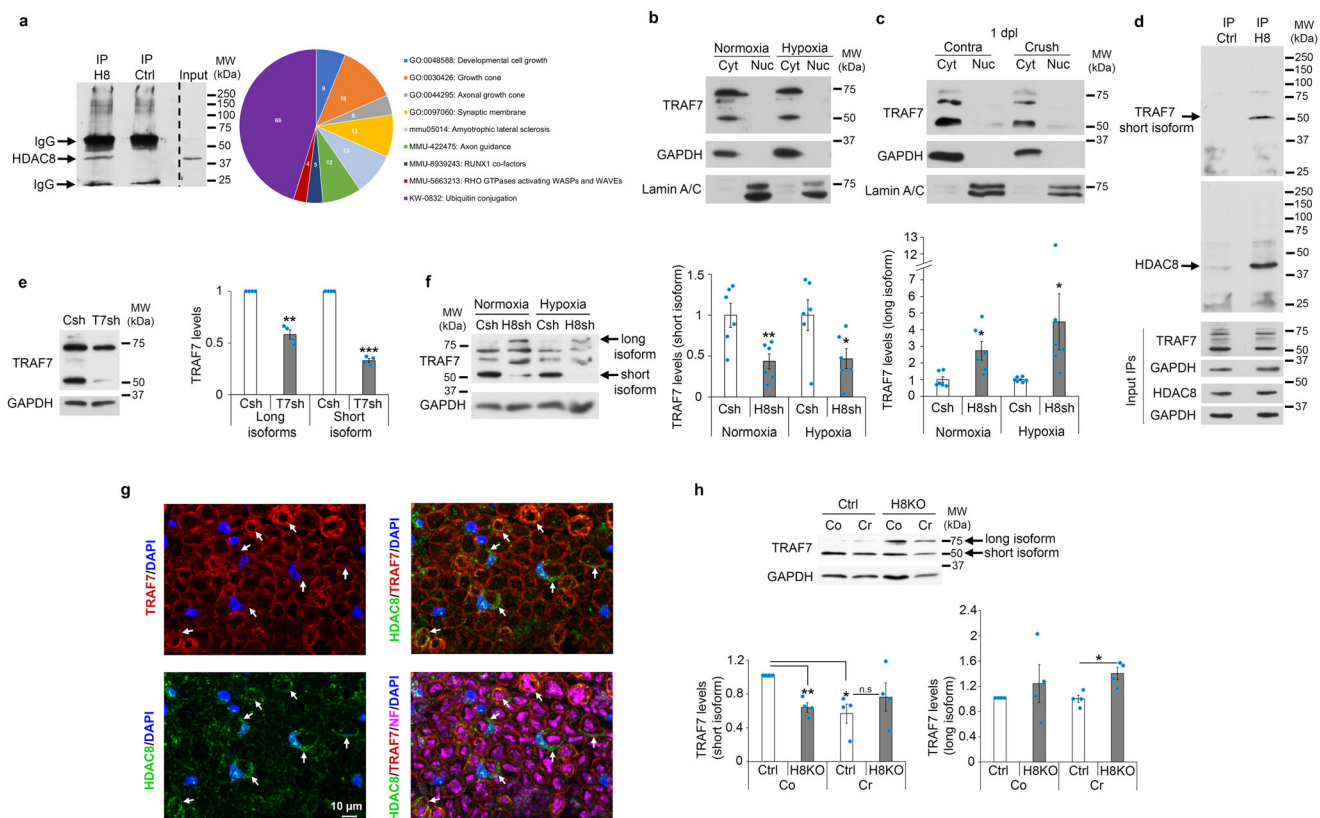 a
IP
H8
IP
Ctrl
Input
MW
(kDa)
250
150
100
75
50
37
25
IgG
HDAC8
IgG
9
18
6
13
13
12
5
4
66
GO:0048588: Developmental cell growth
GO:0030426: Growth cone
GO:0044295: Axonal growth cone
GO:0097060: Synaptic membrane
mmu05014: Amyotrophic lateral sclerosis
MMU-422475: Axon guidance
MMU-8939243: RUNX1 co-factors
MMU-5663213: RHO GTPases activating WASPs and WAVEs
KW-0832: Ubiquitin conjugation
b
Normoxia Hypoxia
Cyt Nuc Cyt Nuc
MW
(kDa)
TRAF7
75
50
37
GAPDH
Lamin A/C
75
c
1 dpl
Contra Crush
Cyt Nuc Cyt Nuc
MW
(kDa)
TRAF7
75
50
37
GAPDH
Lamin A/C
75
d
IP
Ctrl
IP
H8
MW
(kDa)
250
150
100
75
50
37
25
TRAF7
short isoform
250
150
100
75
50
37
25
HDAC8
Input IPs
TRAF7
75
50
GAPDH
37
HDAC8
GAPDH
37
e
Csh T7sh
MW
(kDa)
TRAF7
75
50
37
GAPDH
TRAF7 levels
1.0
0.8
0.6
0.4
0.2
0
**
***
Csh T7sh Csh T7sh
Long
isoforms
Short
isoform
f
Normoxia Hypoxia
Csh H8sh Csh H8sh
MW
(kDa)
75
TRAF7
50
37
GAPDH
long
isoform
short
isoform
TRAF7 levels (short isoform)
1.5
1.0
0.5
0
**
*
Csh H8sh Csh H8sh
Normoxia Hypoxia
TRAF7 levels (long isoform)
13
12
7
6
5
4
3
2
1
0
*
*
Csh H8sh Csh H8sh
Normoxia Hypoxia
g
TRAF7/DAPI
HDAC8/TRAF7/DAPI
HDAC8/DAPI
10 µm
HDAC8/TRAF7/NF/DAPI
h
Ctrl H8KO
Co Cr Co Cr
MW
(kDa)
TRAF7
75
50
37
long isoform
short isoform
GAPDH
TRAF7 levels
(short isoform)
1.2
0.8
0.4
0
**
*
n.s
Ctrl H8KO Ctrl H8KO
Co Cr
TRAF7 levels
(long isoform)
2.4
2
1.6
1.2
0.8
0.4
0
*
Ctrl H8KO Ctrl H8KO
Co Cr